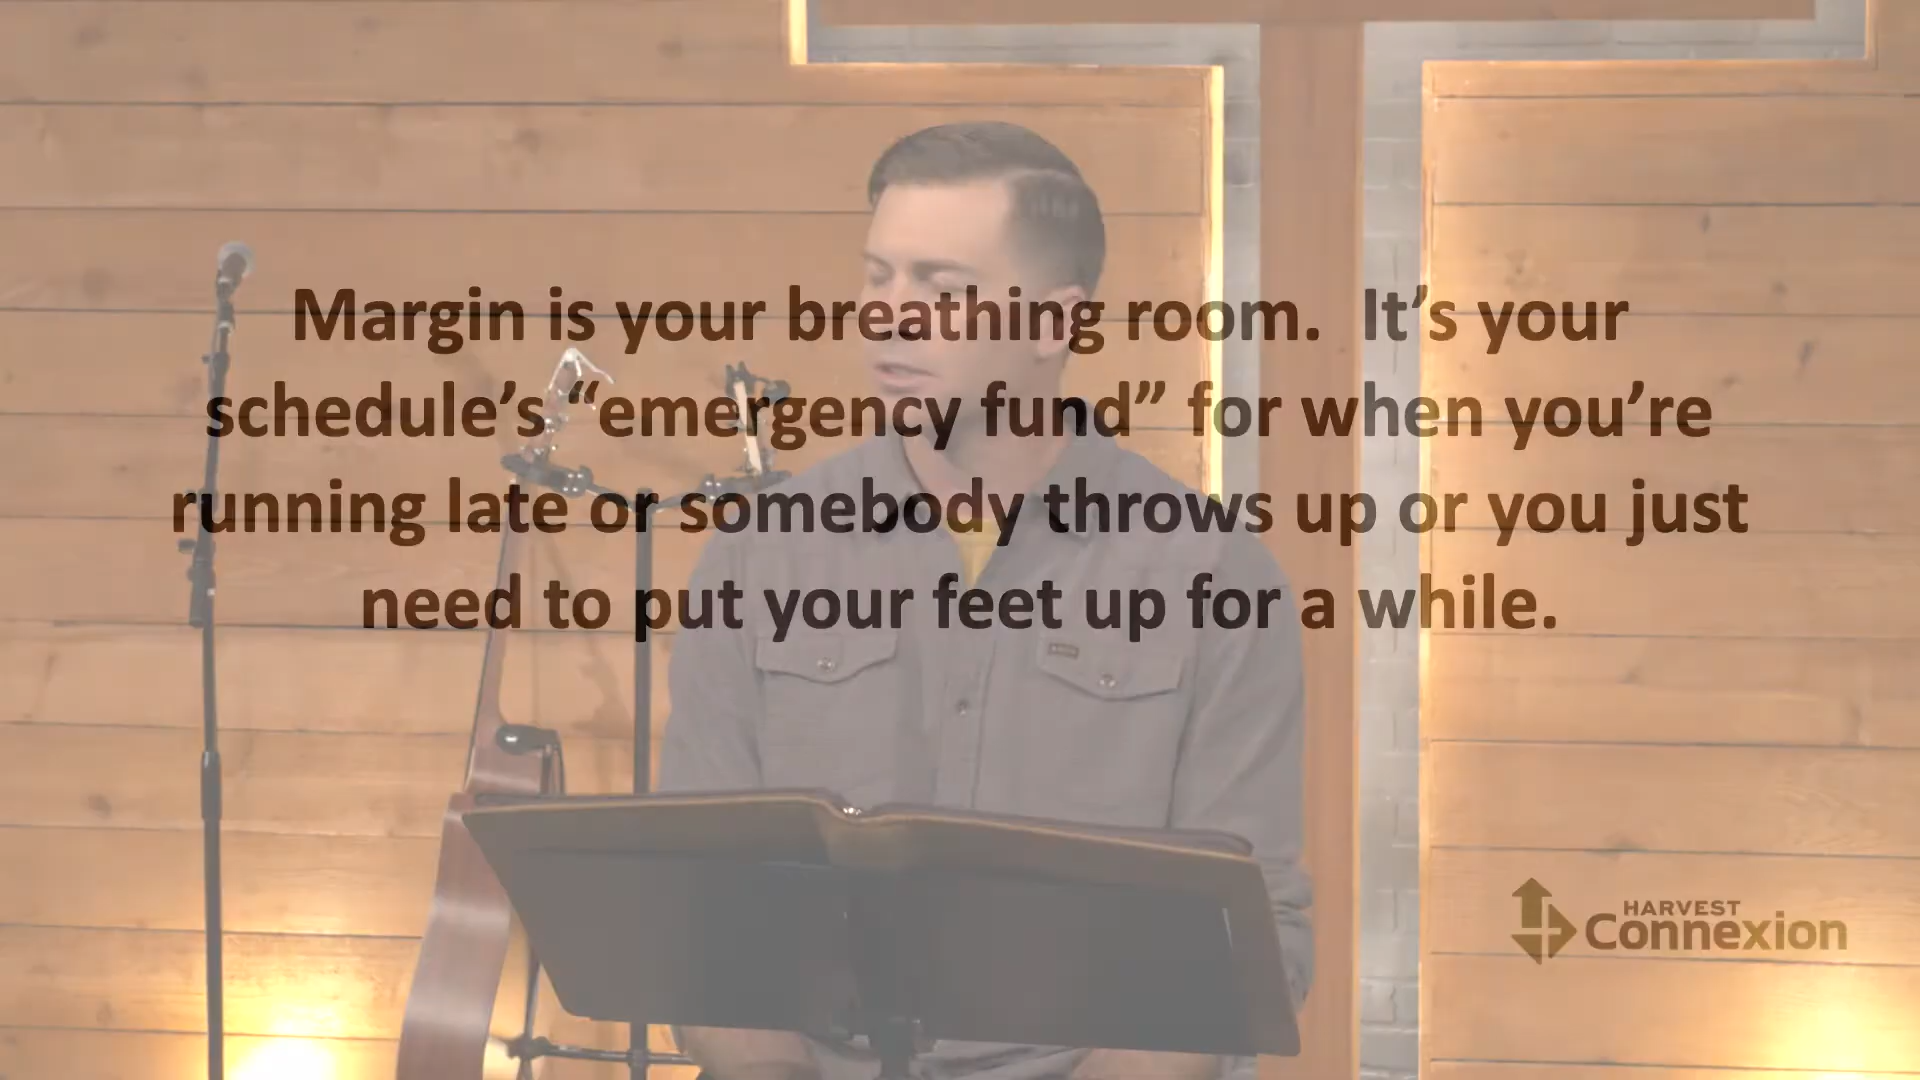 Margin is your breathing room.  It’s your
schedule’s “emergency fund” for when you’re
running late or somebody throws up or you just
need to put your feet up for a while.
HARVEST
Connexion